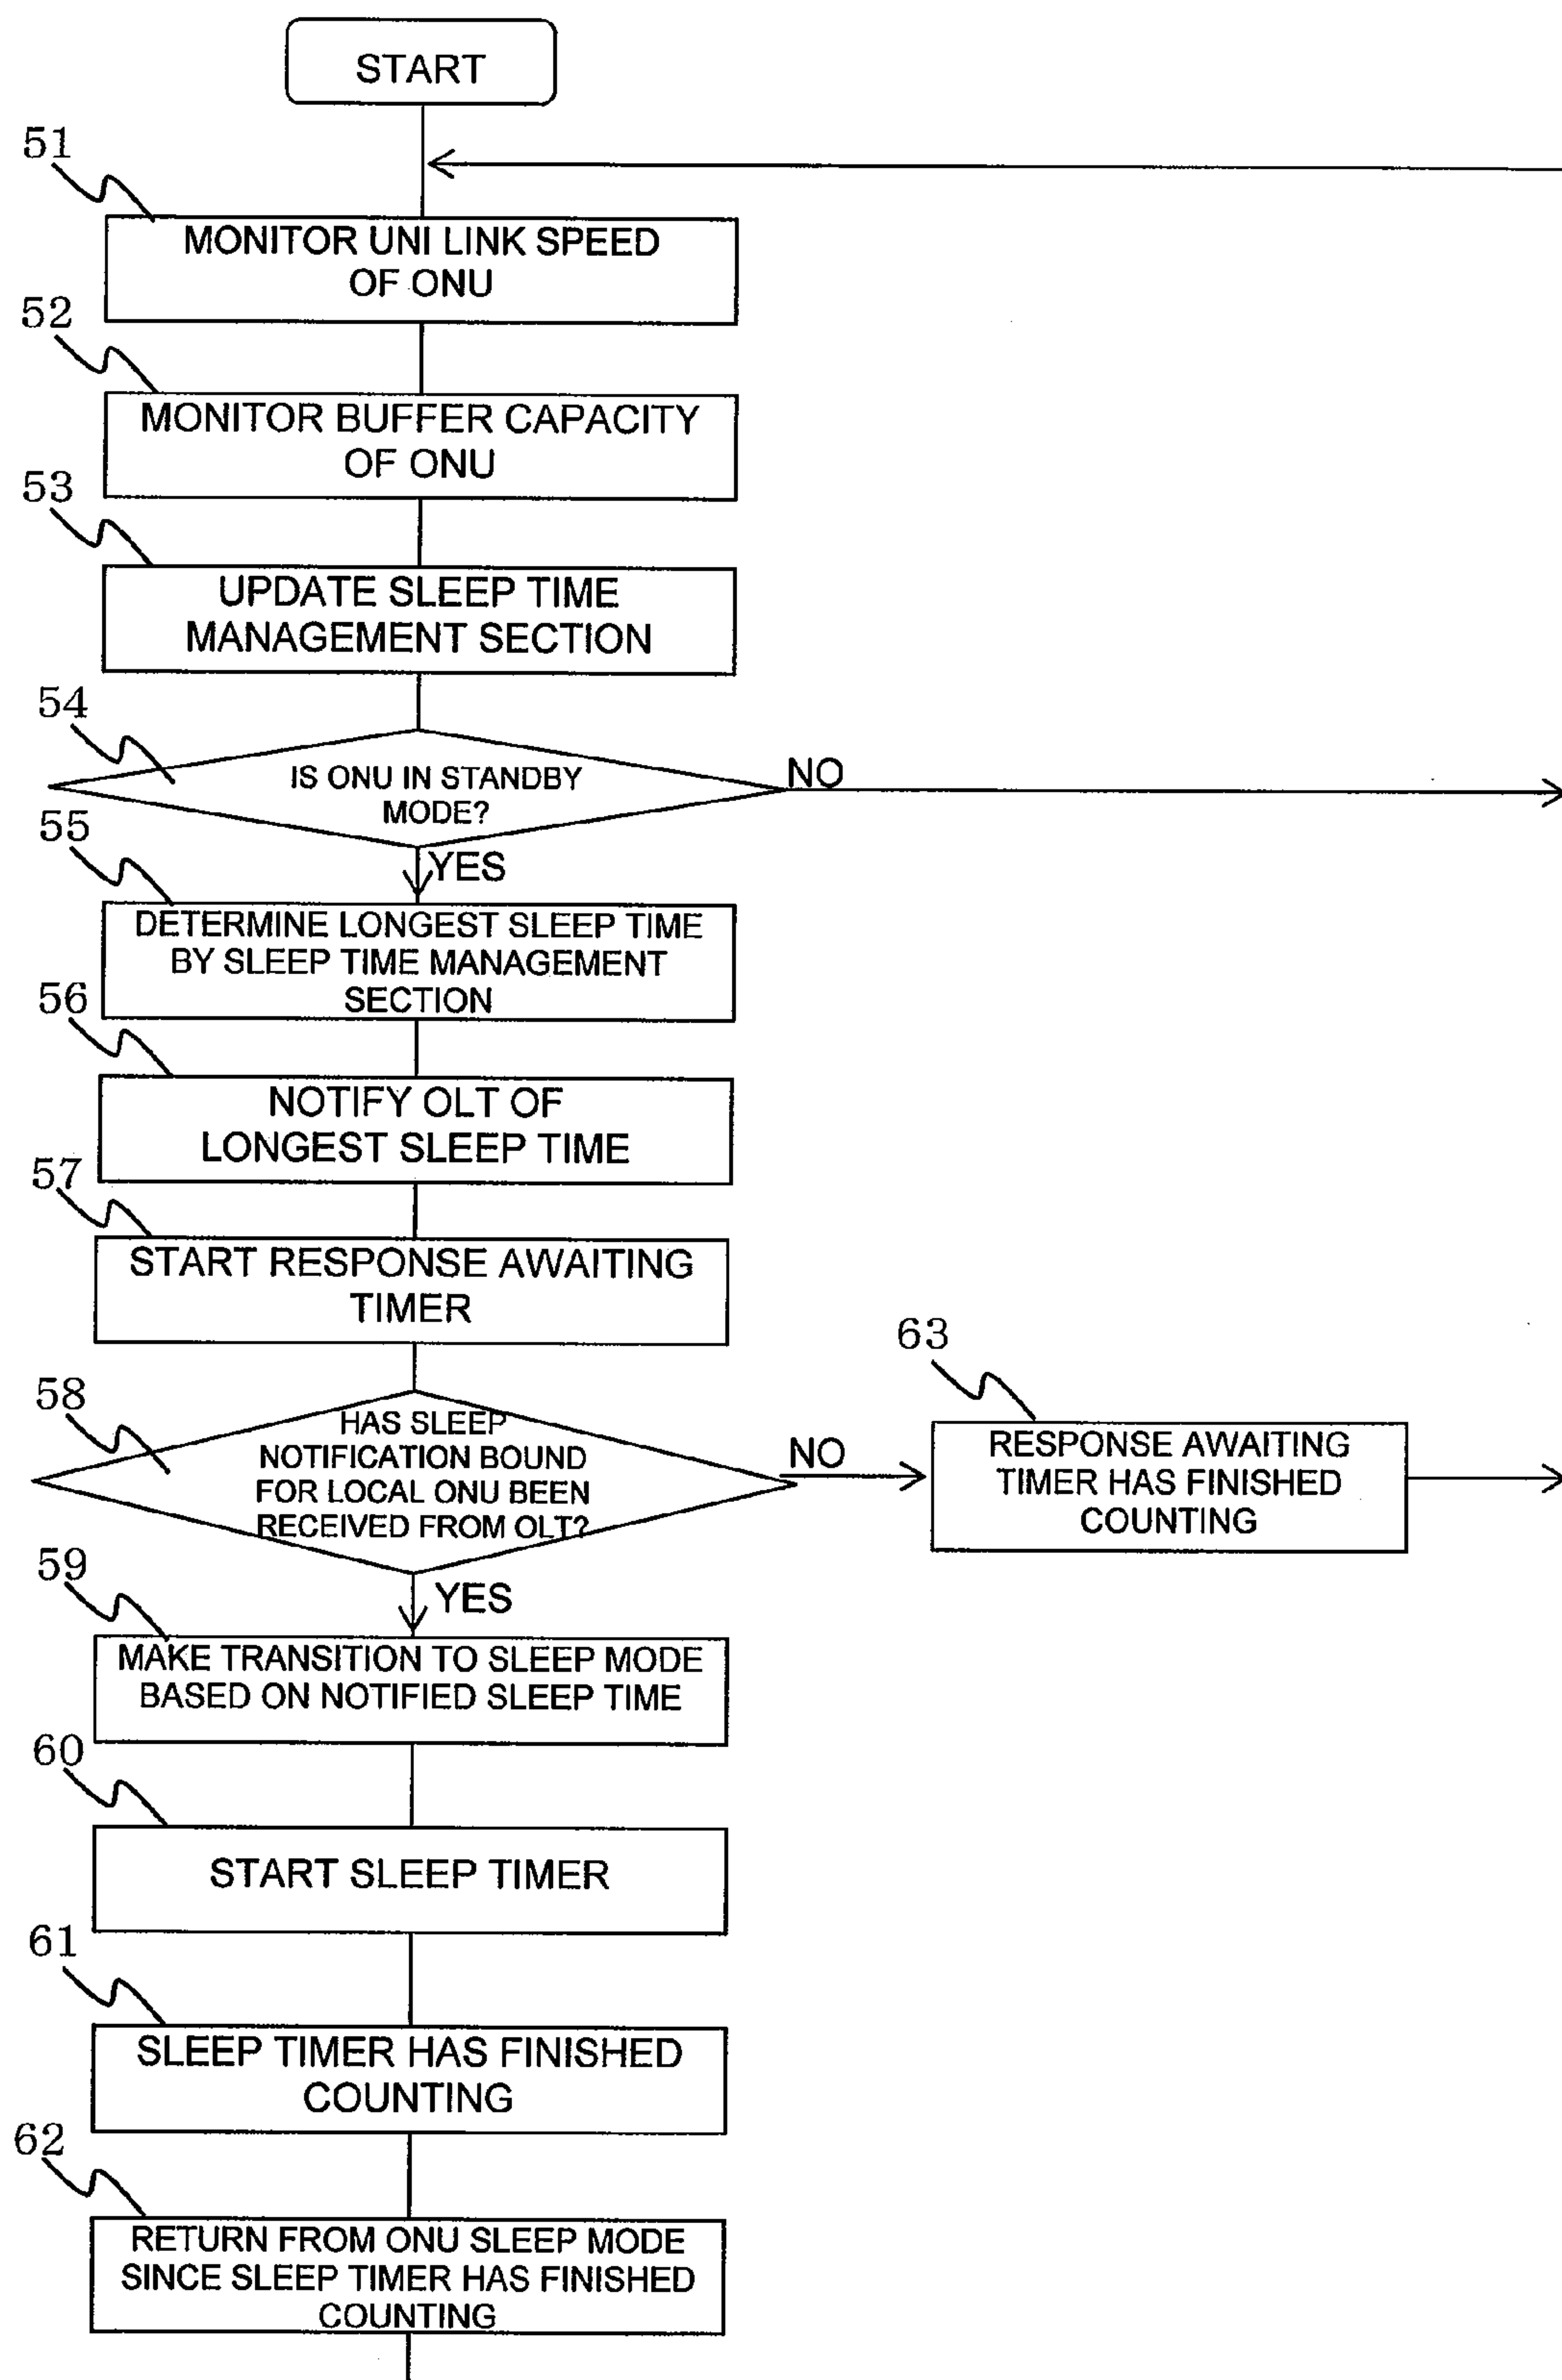 START
51
MONITOR UNI LINK SPEED
OF ONU
52
MONITOR BUFFER CAPACITY
OF ONU
53
UPDATE SLEEP TIME
MANAGEMENT SECTION
54
IS ONU IN STANDBY
MODE?
NO
YES
55
DETERMINE LONGEST SLEEP TIME
BY SLEEP TIME MANAGEMENT
SECTION
56
NOTIFY OLT OF
LONGEST SLEEP TIME
57
START RESPONSE AWAITING
TIMER
58
HAS SLEEP
NOTIFICATION BOUND
FOR LOCAL ONU BEEN
RECEIVED FROM OLT?
NO
63
RESPONSE AWAITING
TIMER HAS FINISHED
COUNTING
YES
59
MAKE TRANSITION TO SLEEP MODE
BASED ON NOTIFIED SLEEP TIME
60
START SLEEP TIMER
61
SLEEP TIMER HAS FINISHED
COUNTING
62
RETURN FROM ONU SLEEP MODE
SINCE SLEEP TIMER HAS FINISHED
COUNTING